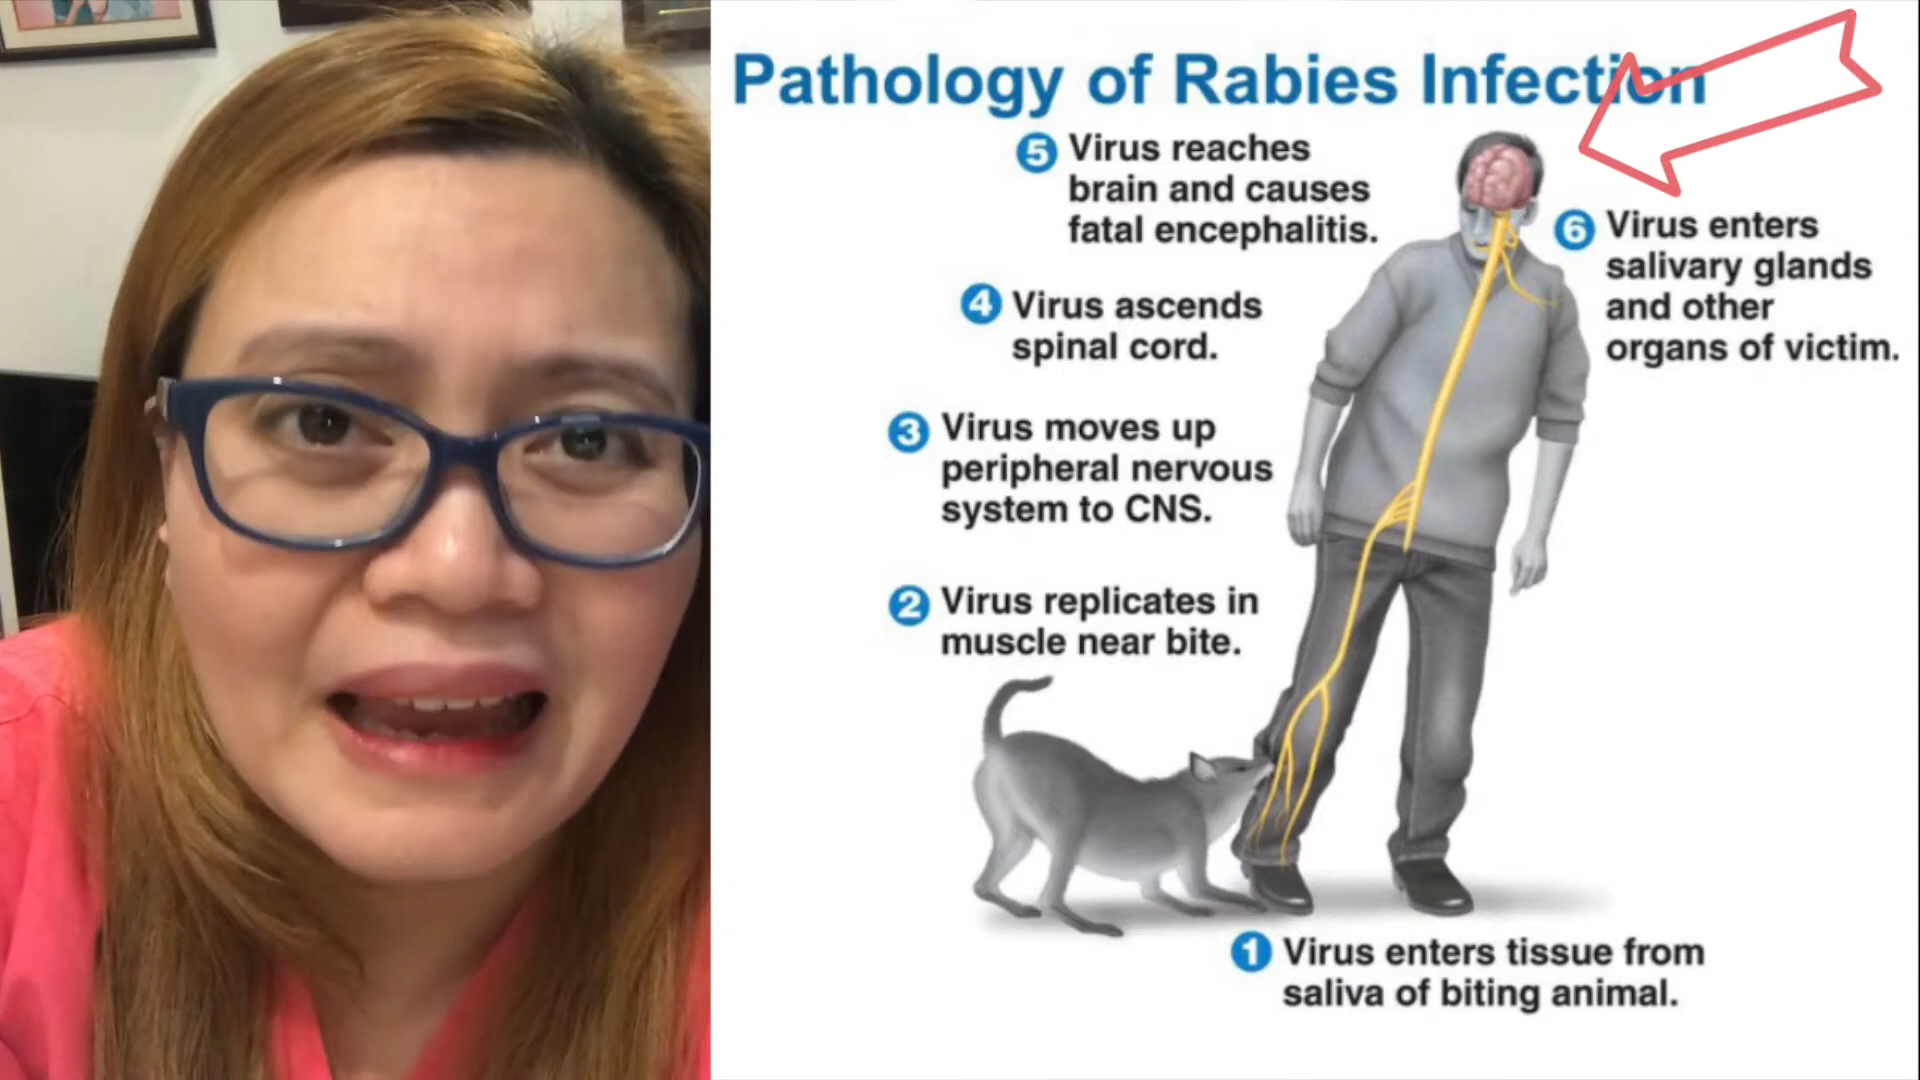 Pathology of Rabies Infection
5 Virus reaches
brain and causes
fatal encephalitis.
6 Virus enters
salivary glands
and other
organs of victim.
4 Virus ascends
spinal cord.
3 Virus moves up
peripheral nervous
system to CNS.
2 Virus replicates in
muscle near bite.
1 Virus enters tissue from
saliva of biting animal.